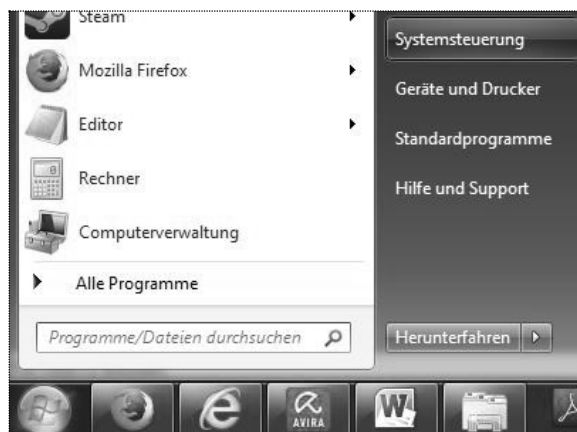 Steam
Mozilla Firefox
Editor
Rechner
Computerverwaltung
Alle Programme
Programme/Dateien durchsuchen
Systemsteuerung
Geräte und Drucker
Standardprogramme
Hilfe und Support
Herunterfahren
AVIRA
W